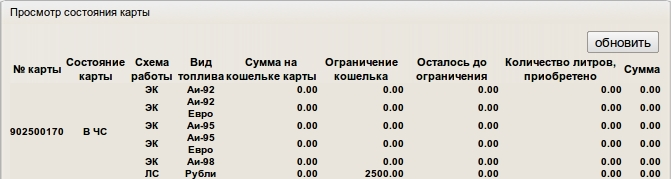 Просмотр состояния карты
обновить
№ карты Состояние карты Схема работы Вид топлива Сумма на кошельке карты Ограничение кошелька Осталось до ограничения Количество литров, приобретено Сумма
ЭК Аи-92 0.00 0.00 0.00 0.00 0.00
ЭК Аи-92 Евро 0.00 0.00 0.00 0.00 0.00
902500170 В ЧС ЭК Аи-95 0.00 0.00 0.00 0.00 0.00
ЭК Аи-95 Евро 0.00 0.00 0.00 0.00 0.00
ЭК Аи-98 0.00 0.00 0.00 0.00 0.00
ЛС Рубли 0.00 2500.00 0.00 0.00 0.00